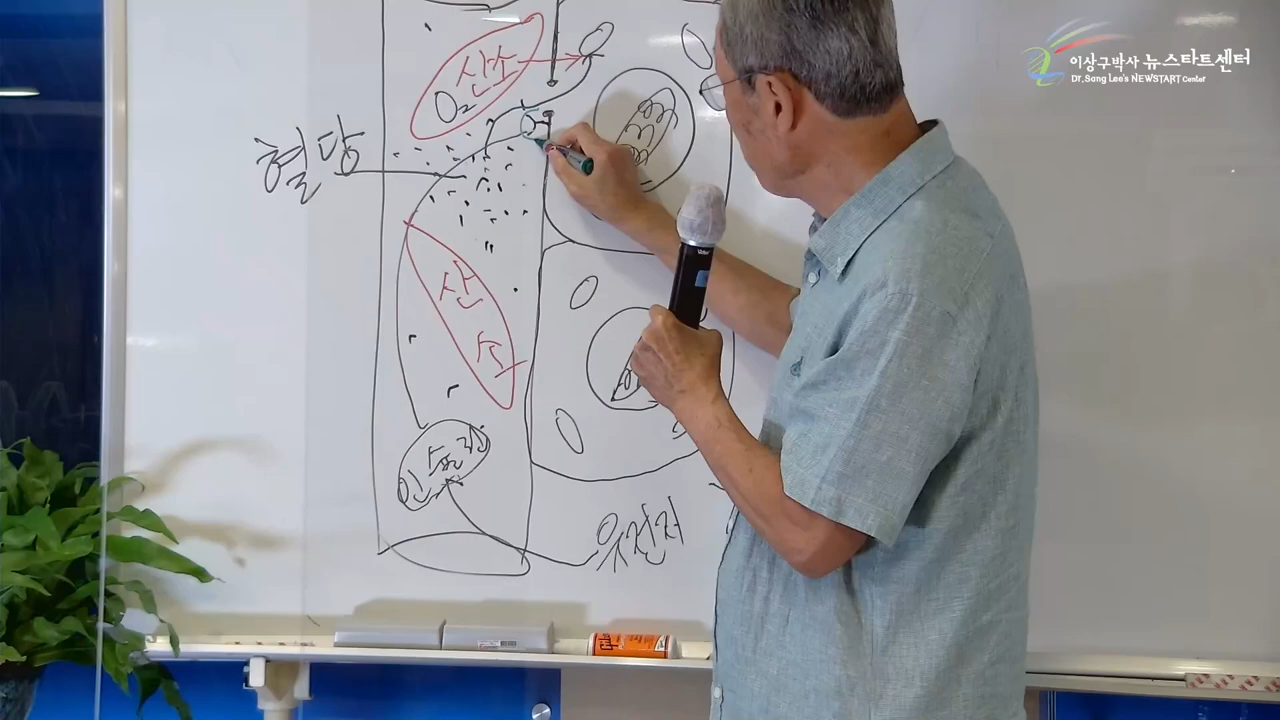 이상구박사 뉴스타트센터
Dr. Sang Lee's NEWSTART Center
산소
O₂
혈당
산소
인슐린
유전자